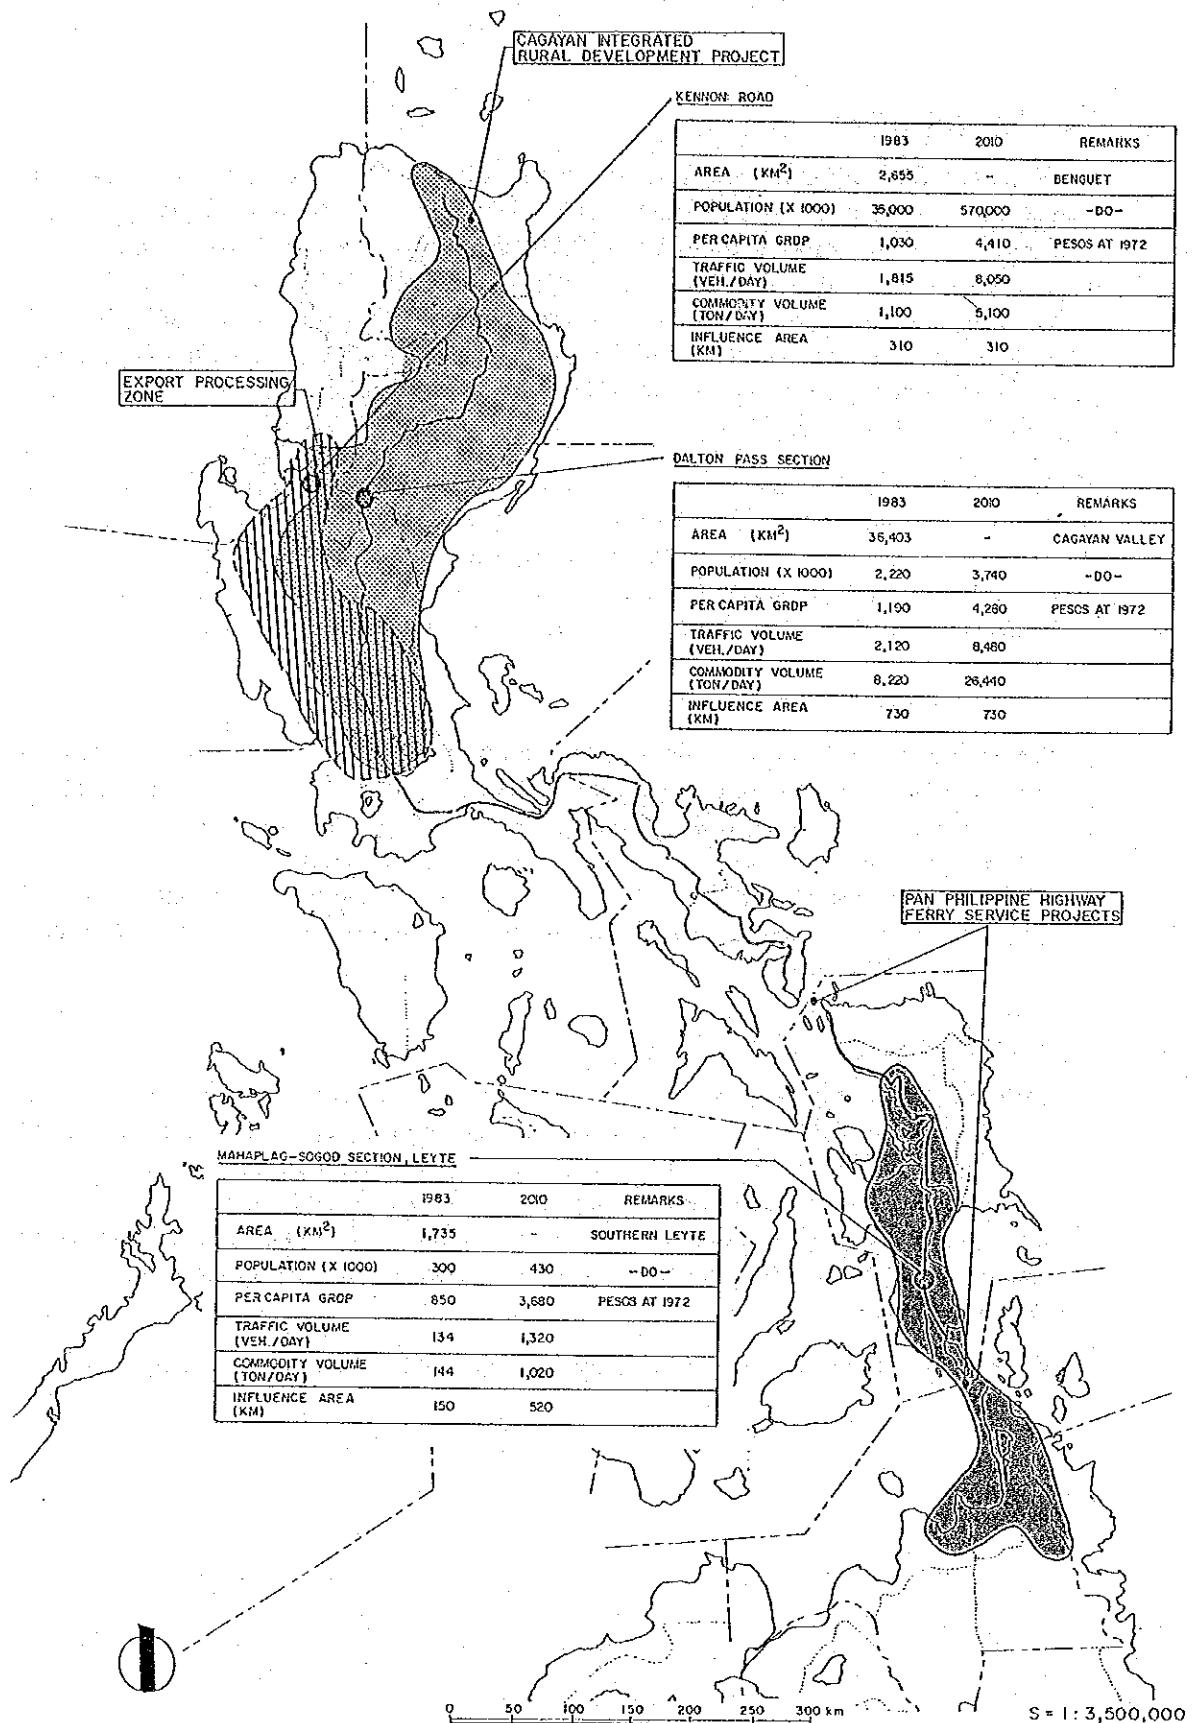 CAGAYAN INTEGRATED
RURAL DEVELOPMENT PROJECT
KENNON ROAD
1983 2010 REMARKS
AREA (KM²) 2,655 - BENGUET
POPULATION (X 1000) 35,000 570,000 -DO-
PER CAPITA GRDP 1,030 4,410 PESOS AT 1972
TRAFFIC VOLUME
(VEH./DAY) 1,815 8,050
COMMODITY VOLUME
(TON/DAY) 1,100 5,100
INFLUENCE AREA
(KM) 310 310
EXPORT PROCESSING
ZONE
DALTON PASS SECTION
1983 2010 REMARKS
AREA (KM²) 36,403 - CAGAYAN VALLEY
POPULATION (X 1000) 2,220 3,740 -DO-
PER CAPITA GRDP 1,190 4,260 PESOS AT 1972
TRAFFIC VOLUME
(VEH./DAY) 2,120 8,480
COMMODITY VOLUME
(TON/DAY) 8,220 26,440
INFLUENCE AREA
(KM) 730 730
PAN PHILIPPINE HIGHWAY
FERRY SERVICE PROJECTS
MAHAPLAG-SOGOD SECTION, LEYTE
1983 2010 REMARKS
AREA (KM²) 1,735 - SOUTHERN LEYTE
POPULATION (X 1000) 300 430 -DO-
PER CAPITA GRDP 850 3,680 PESOS AT 1972
TRAFFIC VOLUME
(VEH./DAY) 134 1,320
COMMODITY VOLUME
(TON/DAY) 144 1,020
INFLUENCE AREA
(KM) 150 520
0 50 100 150 200 250 300 km
S = 1 : 3,500,000